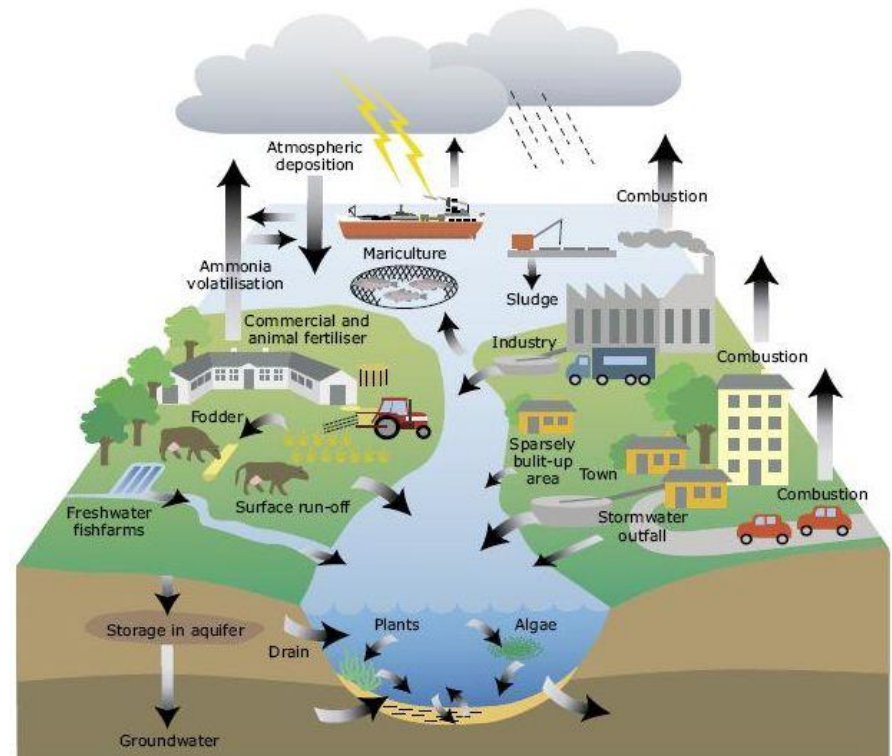 Atmospheric
deposition
Combustion
Mariculture
Ammonia
volatilisation
Sludge
Commercial and
animal fertiliser
Industry
Combustion
Fodder
Sparsely
bulit-up
area
Town
Combustion
Freshwater
fishfarms
Surface run-off
Stormwater
outfall
Storage in aquifer
Plants
Algae
Drain
Groundwater